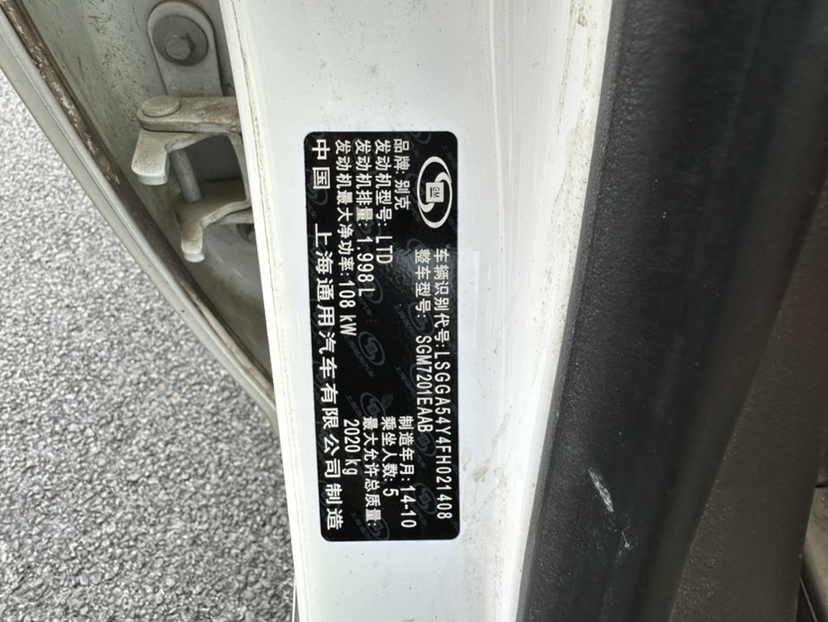 GM
车辆识别代号:LSGGA54Y4FH021408
整车型号: SGM7201EAAB
品牌: 别克 制造年月: 14-10
发动机型号: LTD 乘坐人数: 5
发动机排量: 1.998 L 最大允许总质量:
发动机最大净功率: 108 kW 2020 kg
中国 上海通用汽车有限公司制造